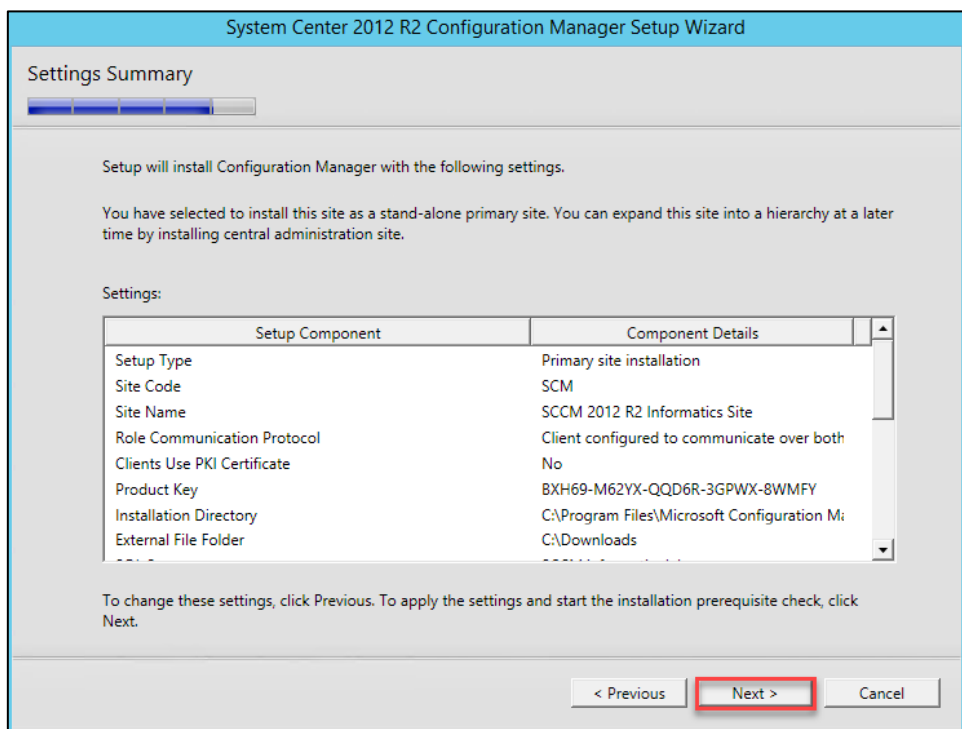 System Center 2012 R2 Configuration Manager Setup Wizard
Settings Summary
Setup will install Configuration Manager with the following settings.
You have selected to install this site as a stand-alone primary site. You can expand this site into a hierarchy at a later
time by installing central administration site.
Settings:
Setup Component Component Details
Setup Type Primary site installation
Site Code SCM
Site Name SCCM 2012 R2 Informatics Site
Role Communication Protocol Client configured to communicate over both
Clients Use PKI Certificate No
Product Key BXH69-M62YX-QQD6R-3GPWX-8WMFY
Installation Directory C:\Program Files\Microsoft Configuration Ma
External File Folder C:\Downloads
To change these settings, click Previous. To apply the settings and start the installation prerequisite check, click
Next.
< Previous Next > Cancel